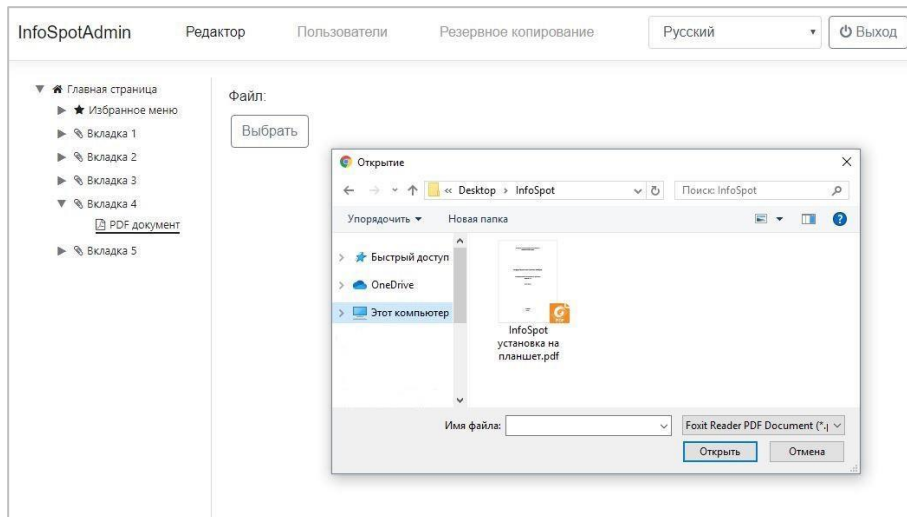 InfoSpotAdmin Редактор Пользователи Резервное копирование Русский Выход
Главная страница
Избранное меню
Вкладка 1
Вкладка 2
Вкладка 3
Вкладка 4
PDF документ
Вкладка 5
Файл:
Выбрать
Открытие
« Desktop › InfoSpot Поиск: InfoSpot
Упорядочить Новая папка
Быстрый доступ
OneDrive
Этот компьютер
InfoSpot
установка на
планшет.pdf
Имя файла: Foxit Reader PDF Document (*.
Открыть Отмена